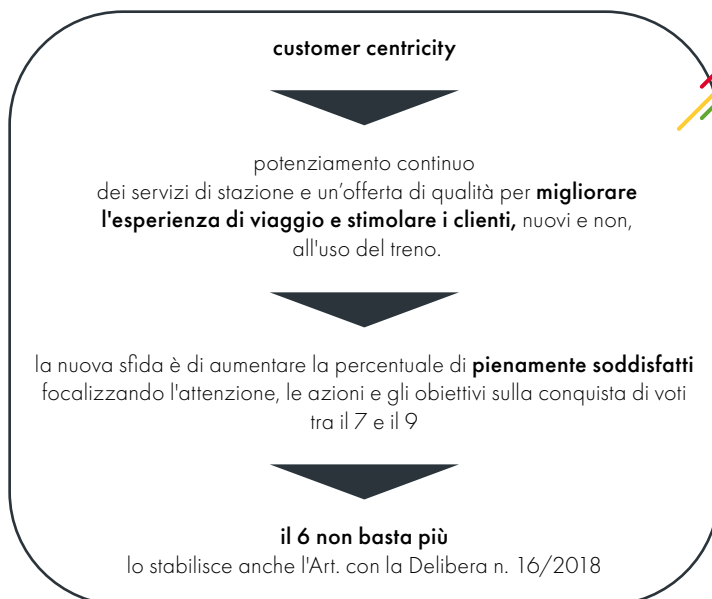 customer centricity
potenziamento continuo
dei servizi di stazione e un’offerta di qualità per migliorare
l'esperienza di viaggio e stimolare i clienti, nuovi e non,
all'uso del treno.
la nuova sfida è di aumentare la percentuale di pienamente soddisfatti
focalizzando l'attenzione, le azioni e gli obiettivi sulla conquista di voti
tra il 7 e il 9
il 6 non basta più
lo stabilisce anche l'Art. con la Delibera n. 16/2018